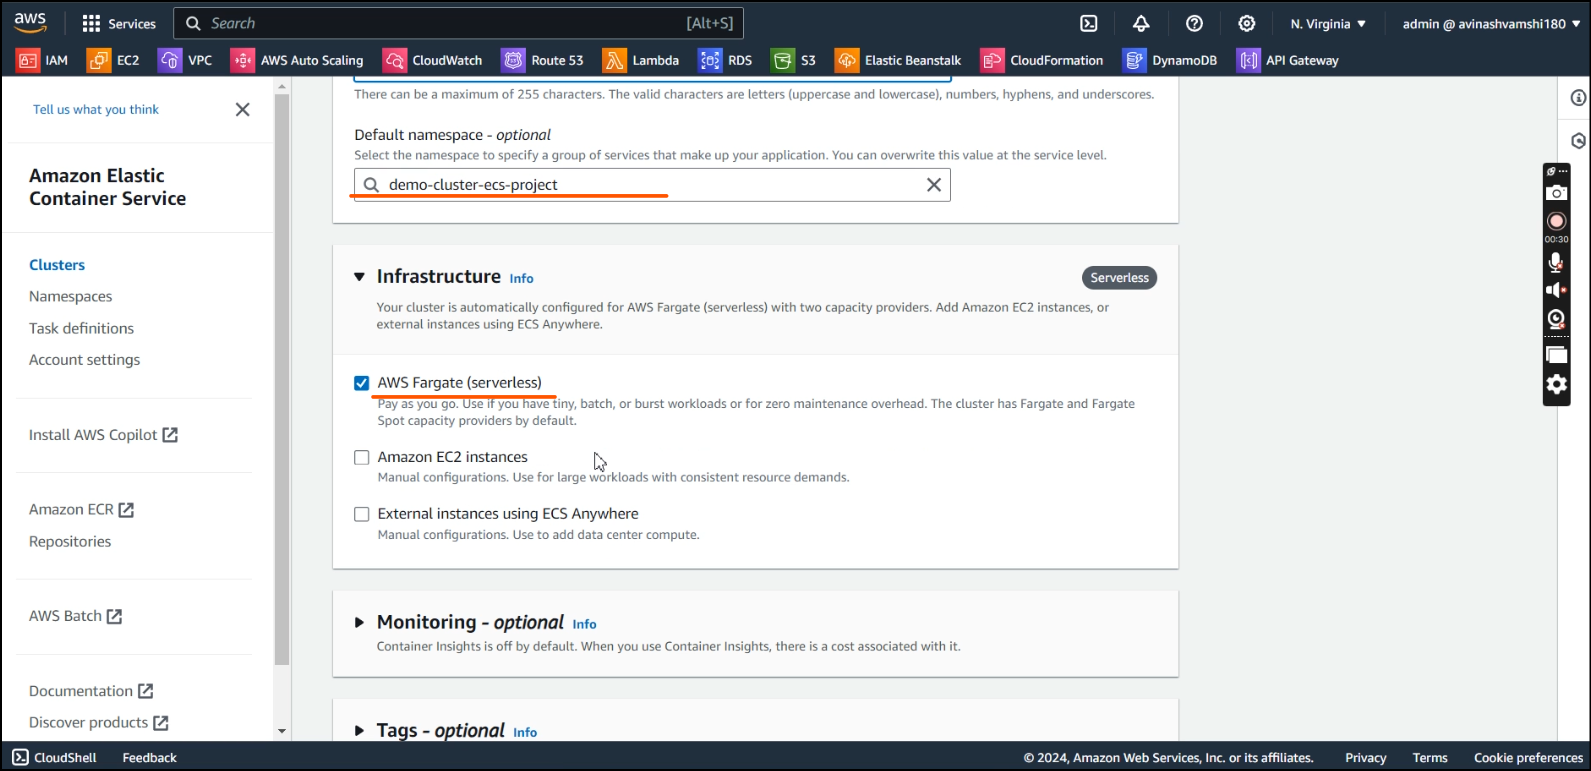 aws
Services
Search
[Alt+S]
N. Virginia
admin @ avinashvamshi180
IAM
EC2
VPC
AWS Auto Scaling
CloudWatch
Route 53
Lambda
RDS
S3
Elastic Beanstalk
CloudFormation
DynamoDB
API Gateway
Tell us what you think
Amazon Elastic
Container Service
Clusters
Namespaces
Task definitions
Account settings
Install AWS Copilot
Amazon ECR
Repositories
AWS Batch
Documentation
Discover products
There can be a maximum of 255 characters. The valid characters are letters (uppercase and lowercase), numbers, hyphens, and underscores.
Default namespace - optional
Select the namespace to specify a group of services that make up your application. You can overwrite this value at the service level.
demo-cluster-ecs-project
Infrastructure Info
Serverless
Your cluster is automatically configured for AWS Fargate (serverless) with two capacity providers. Add Amazon EC2 instances, or
external instances using ECS Anywhere.
AWS Fargate (serverless)
Pay as you go. Use if you have tiny, batch, or burst workloads or for zero maintenance overhead. The cluster has Fargate and Fargate
Spot capacity providers by default.
Amazon EC2 instances
Manual configurations. Use for large workloads with consistent resource demands.
External instances using ECS Anywhere
Manual configurations. Use to add data center compute.
Monitoring - optional Info
Container Insights is off by default. When you use Container Insights, there is a cost associated with it.
Tags - optional Info
00:30
CloudShell
Feedback
© 2024, Amazon Web Services, Inc. or its affiliates.
Privacy
Terms
Cookie preferences